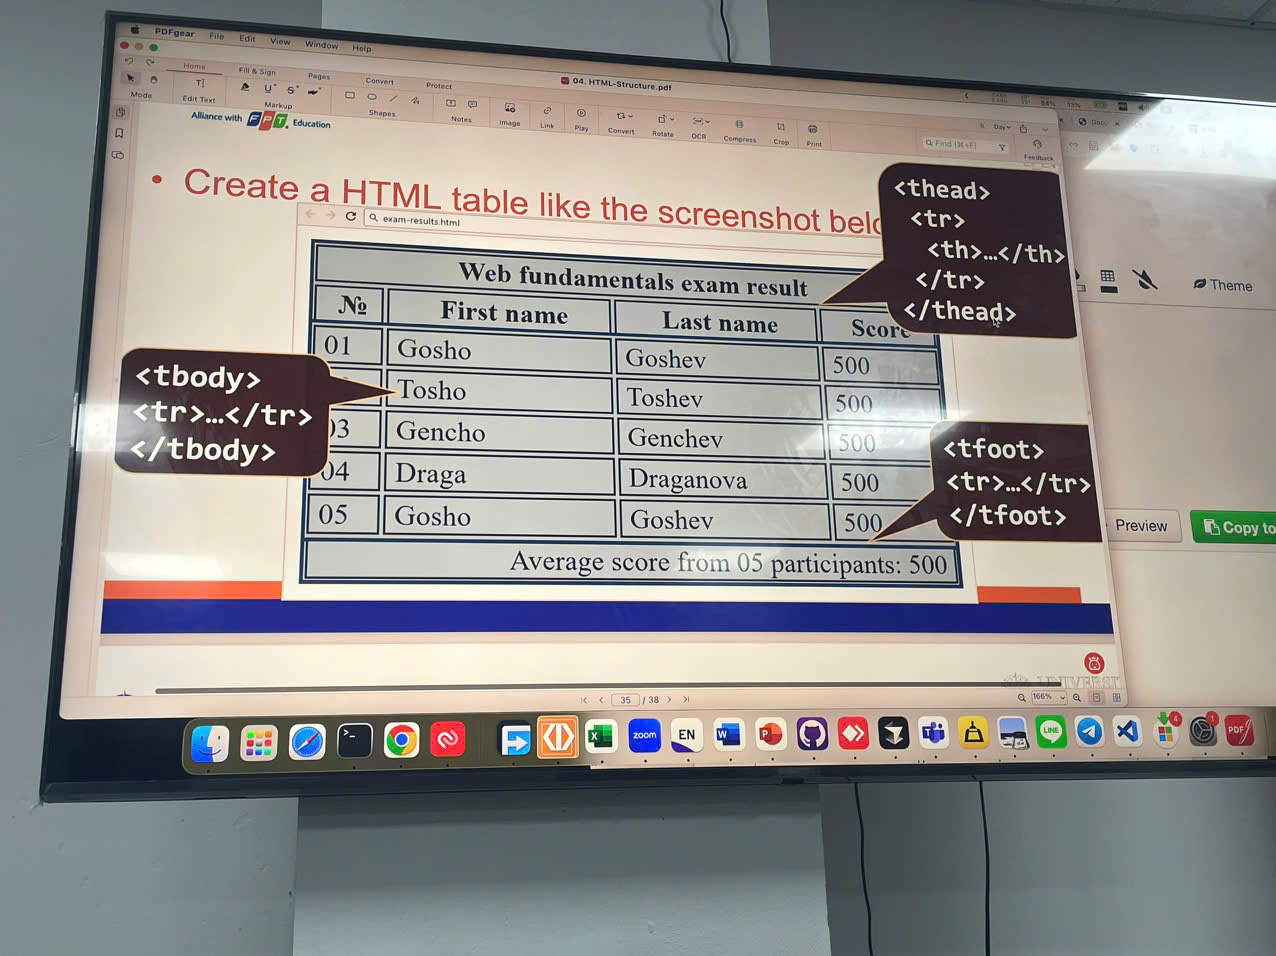 PDFgear File Edit View Window Help
04. HTML-Structure.pdf
Home Fill & Sign Pages Convert Protect
Mode Edit Text Markup Shapes Notes Image Link Play Convert Rotate OCR Compress Crop Print
84% 13%
Day
Find (⌘+F)
Feedback
Alliance with FPT Education
• Create a HTML table like the screenshot belo
exam-results.html
<thead>
<tr>
<th>…</th>
</tr>
</thead>
Web fundamentals exam result
№ First name Last name Score
01 Gosho Goshev 500
Tosho Toshev 500
03 Gencho Genchev 500
04 Draga Draganova 500
05 Gosho Goshev 500
Average score from 05 participants: 500
<tbody>
<tr>…</tr>
</tbody>
<tfoot>
<tr>…</tr>
</tfoot>
Theme
Preview
Copy to
35 / 38
166%
zoom
EN
LINE
4
1
PDF